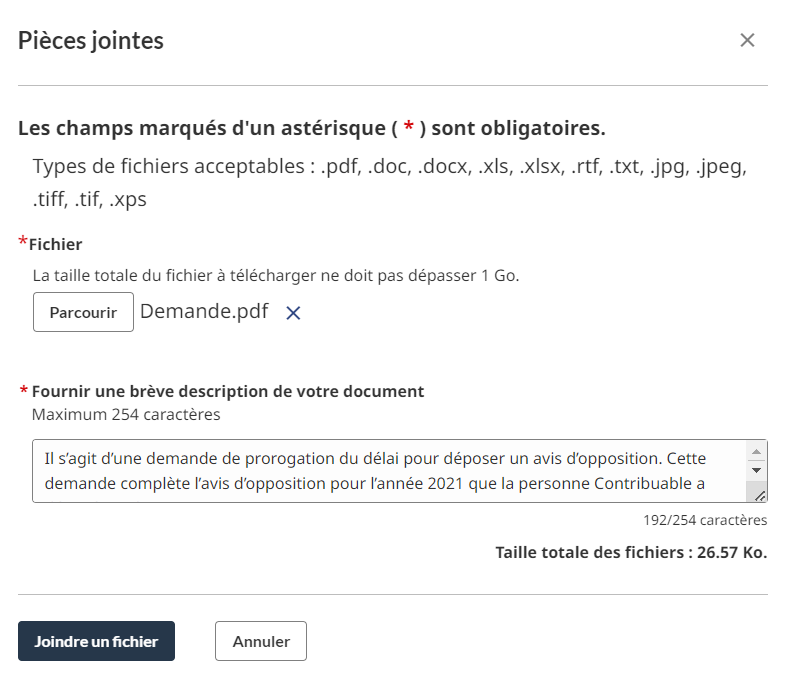 Pièces jointes
Les champs marqués d'un astérisque ( * ) sont obligatoires.
Types de fichiers acceptables : .pdf, .doc, .docx, .xls, .xlsx, .rtf, .txt, .jpg, .jpeg,
.tiff, .tif, .xps
*Fichier
La taille totale du fichier à télécharger ne doit pas dépasser 1 Go.
Parcourir Demande.pdf
* Fournir une brève description de votre document
Maximum 254 caractères
Il s’agit d’une demande de prorogation du délai pour déposer un avis d’opposition. Cette
demande complète l’avis d’opposition pour l’année 2021 que la personne Contribuable a
192/254 caractères
Taille totale des fichiers : 26.57 Ko.
Joindre un fichier Annuler